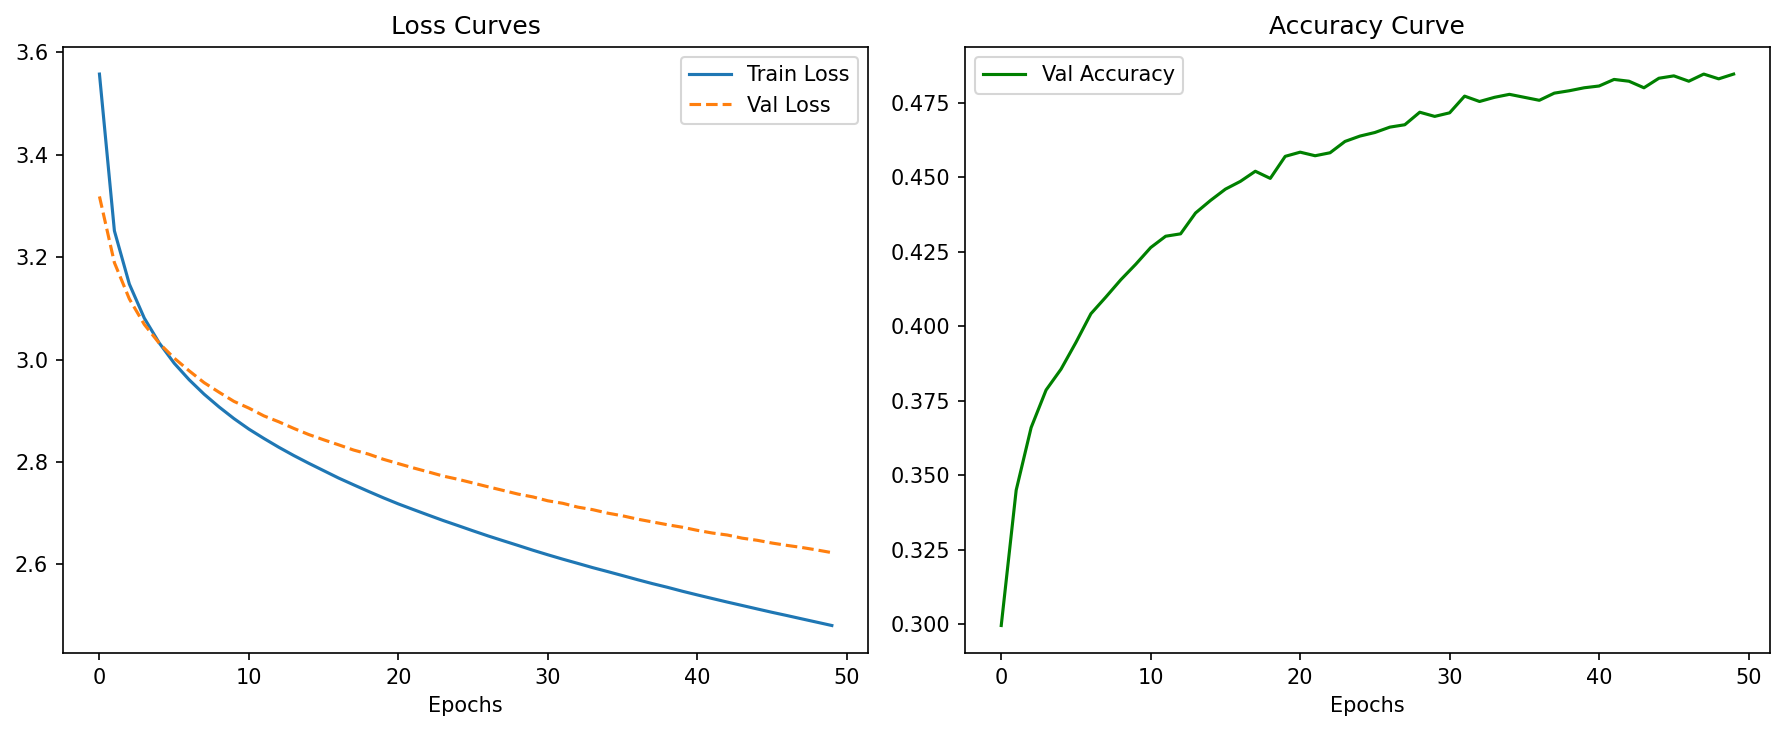 Loss Curves
3.6
3.4
3.2
3.0
2.8
2.6
Train Loss
Val Loss
0 10 20 30 40 50
Epochs
Accuracy Curve
Val Accuracy
0.475
0.450
0.425
0.400
0.375
0.350
0.325
0.300
0 10 20 30 40 50
Epochs